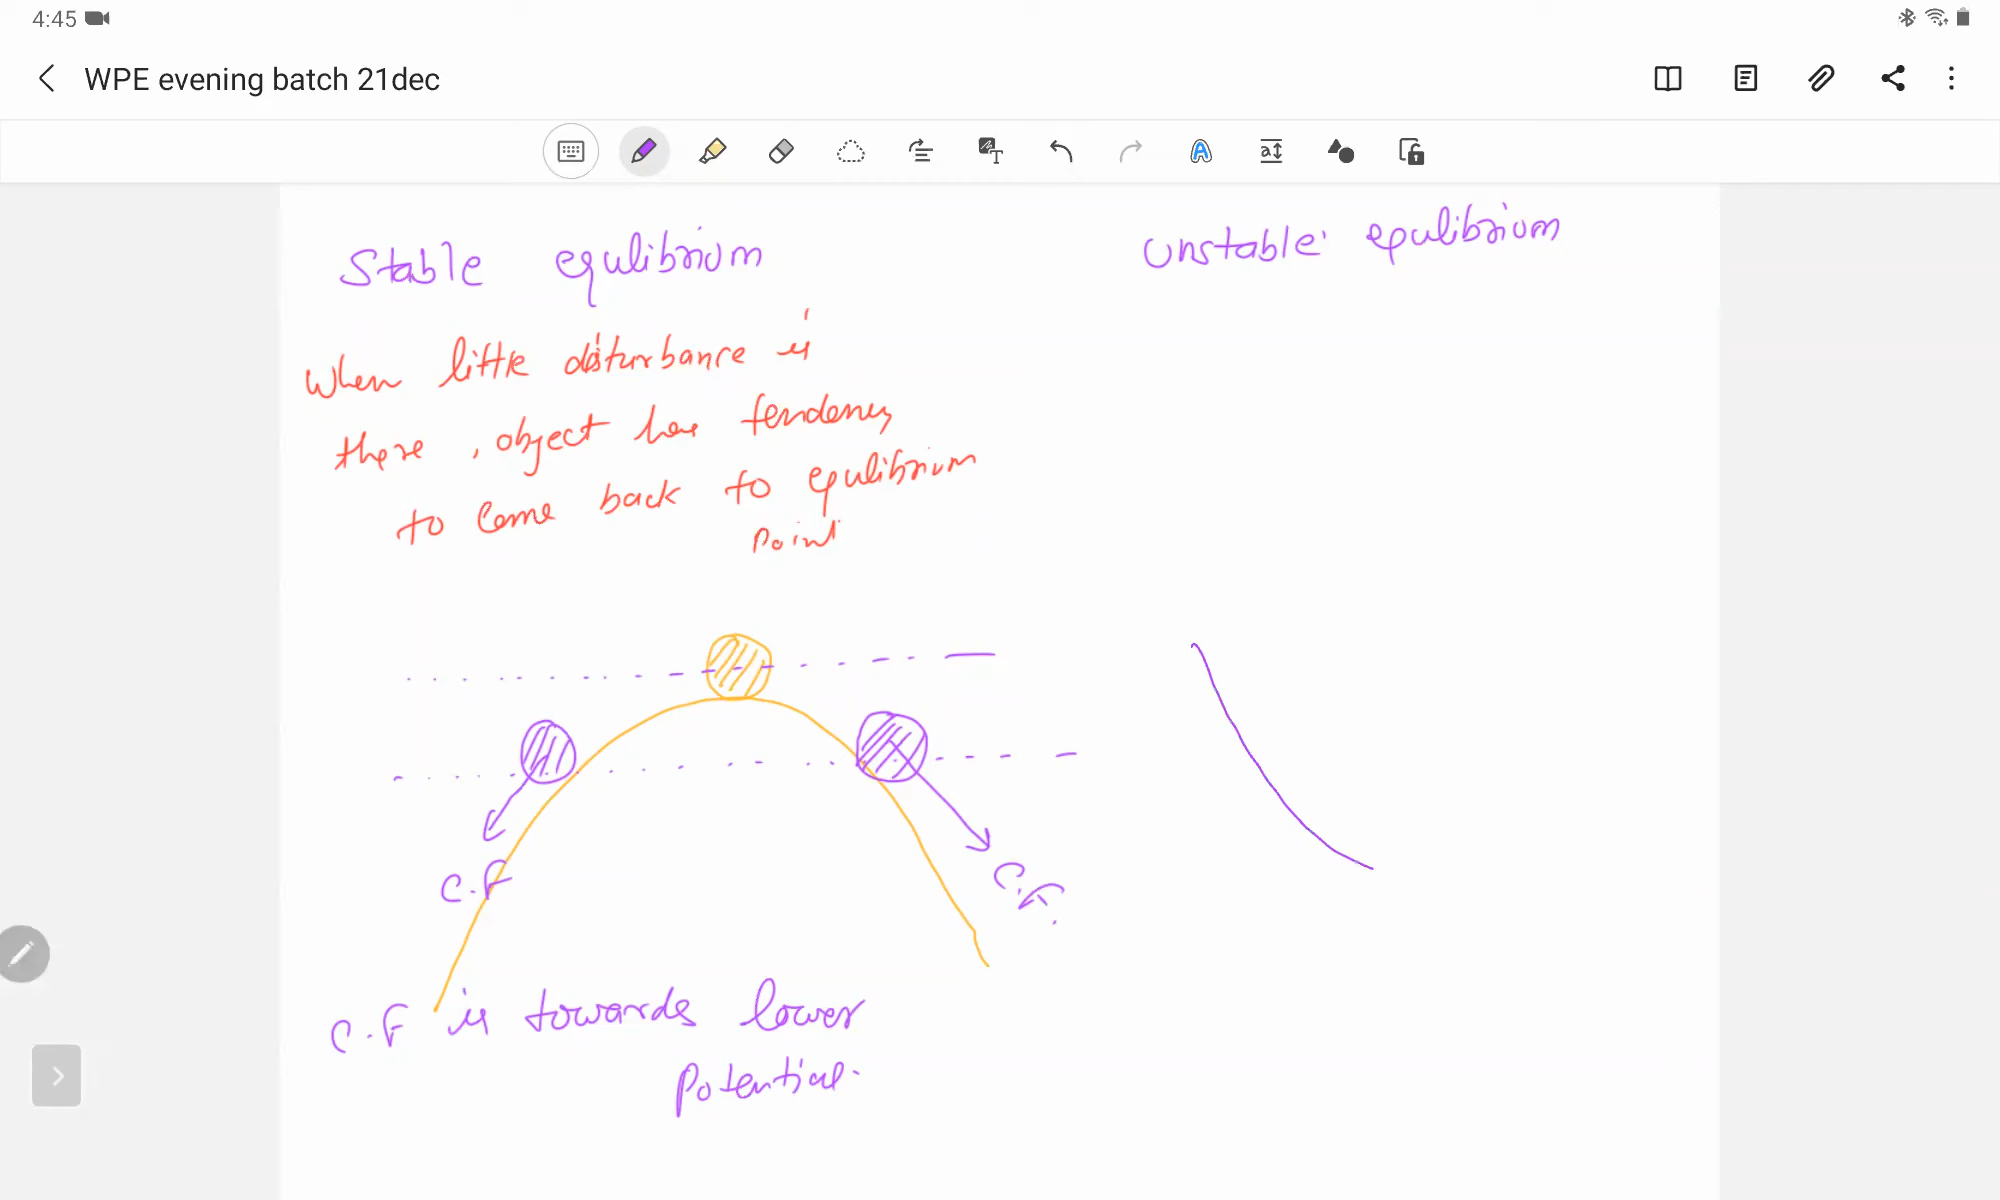 4:45
WPE evening batch 21dec
Stable equlibrium
unstable equlibrium
When little disturbance is
there, object has tendency
to come back to equlibrium
point
C.F
C.F.
C.F is towards lower
potential.